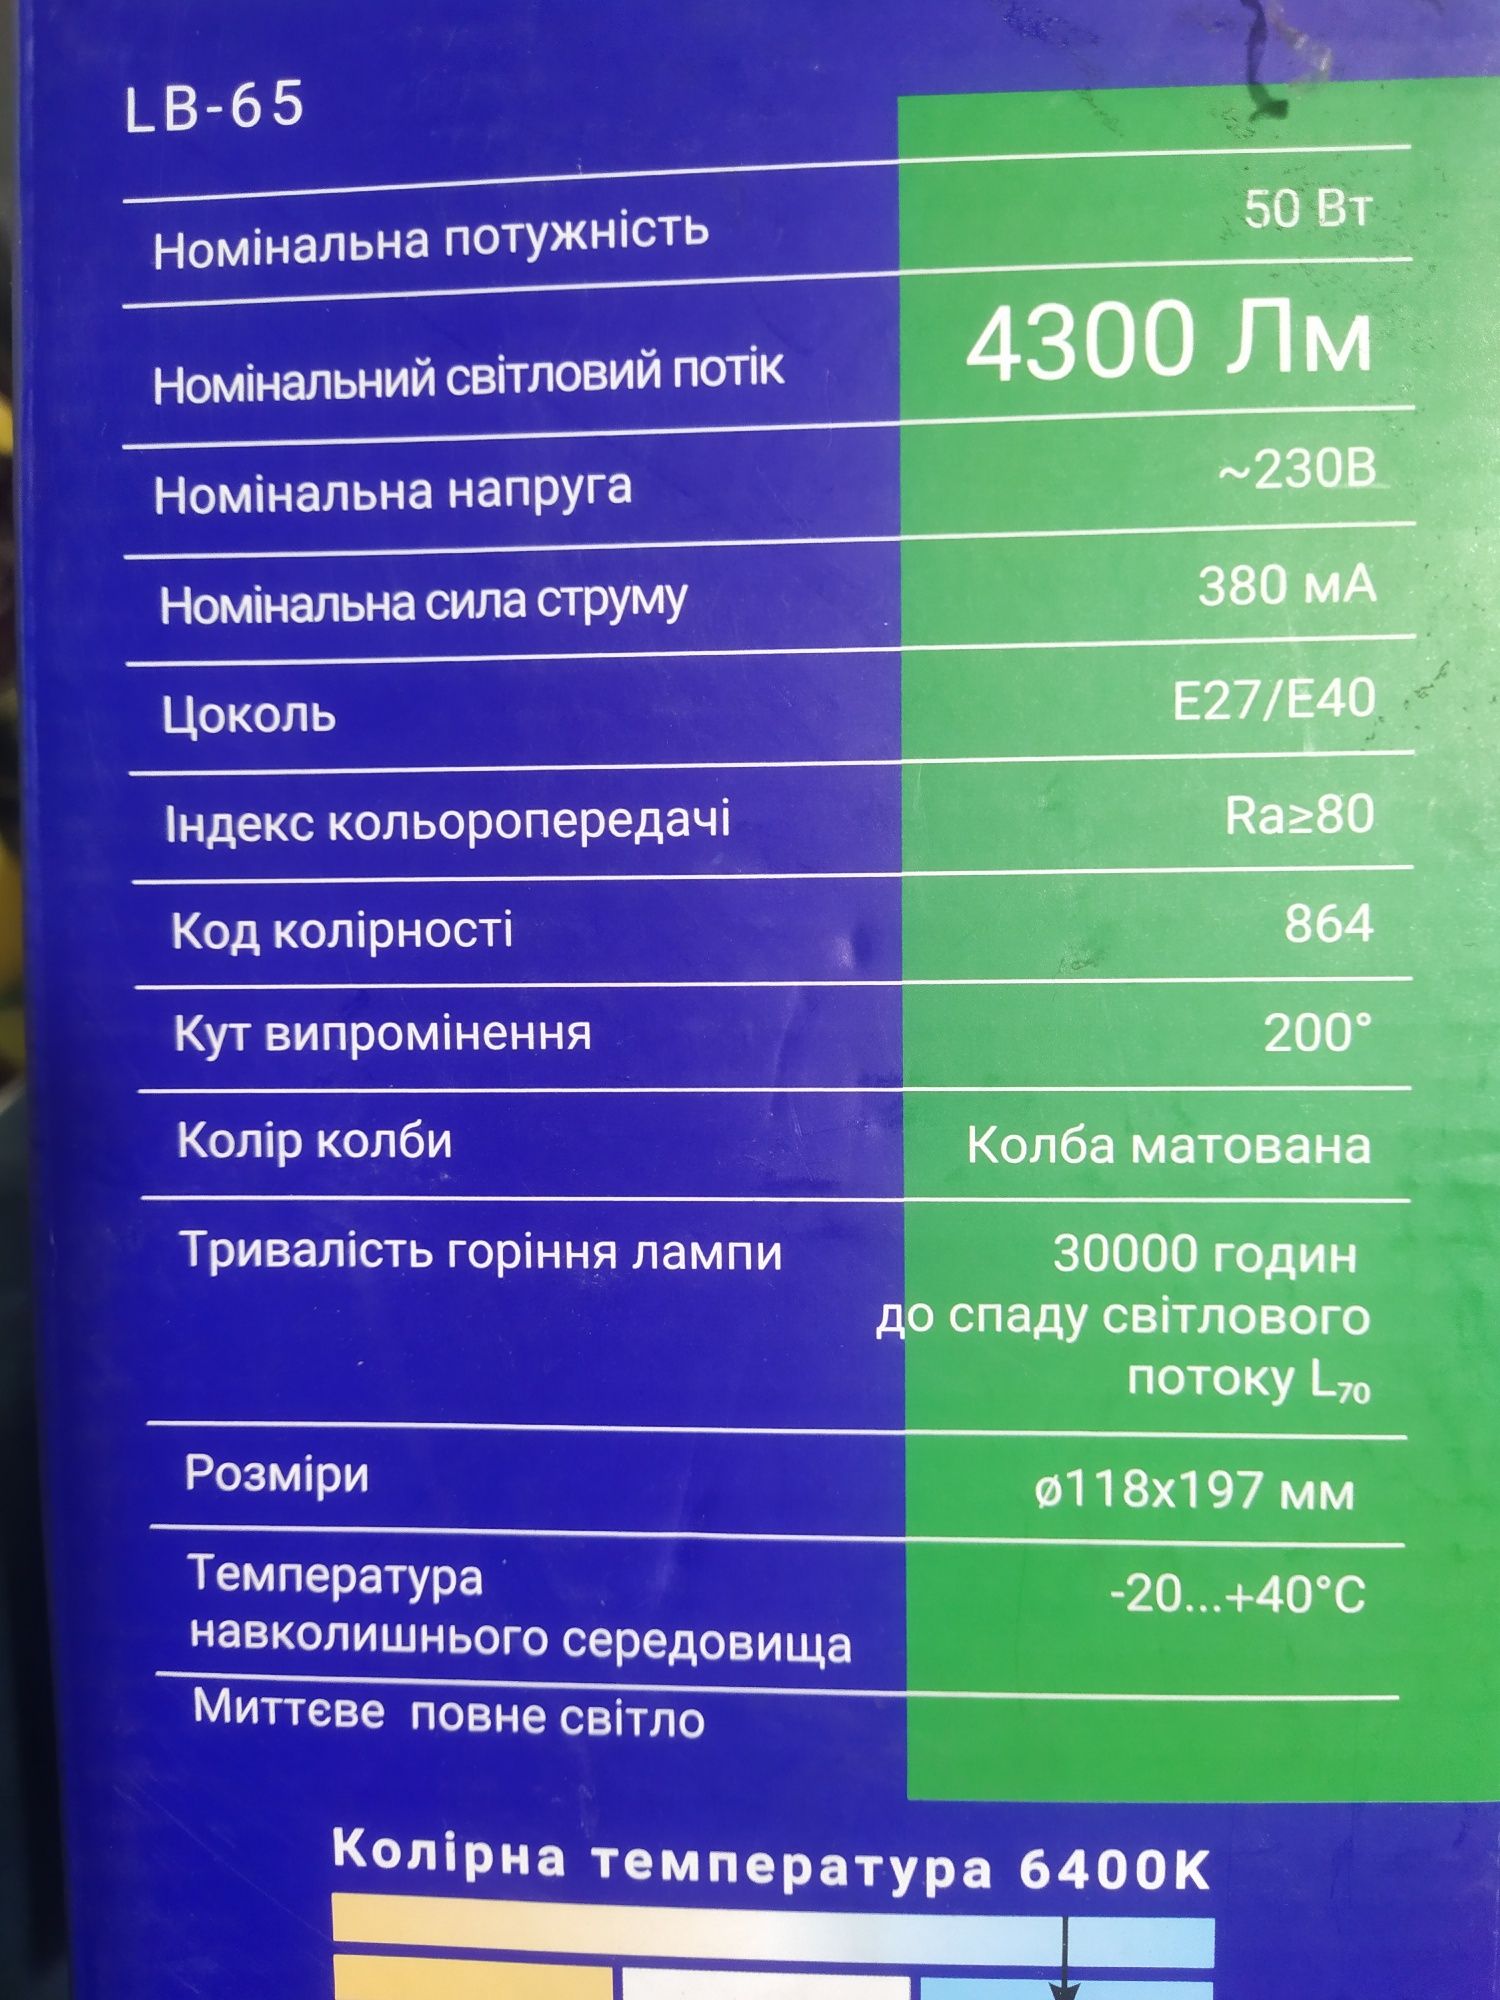 LB-65
Номінальна потужність 50 Вт
Номінальний світловий потік 4300 Лм
Номінальна напруга ~230В
Номінальна сила струму 380 мА
Цоколь E27/E40
Індекс кольоропередачі Ra≥80
Код колірності 864
Кут випромінення 200°
Колір колби Колба матована
Тривалість горіння лампи 30000 годин
до спаду світлового
потоку L₇₀
Розміри ø118x197 мм
Температура -20...+40°C
навколишнього середовища
Миттєве повне світло
Колірна температура 6400K